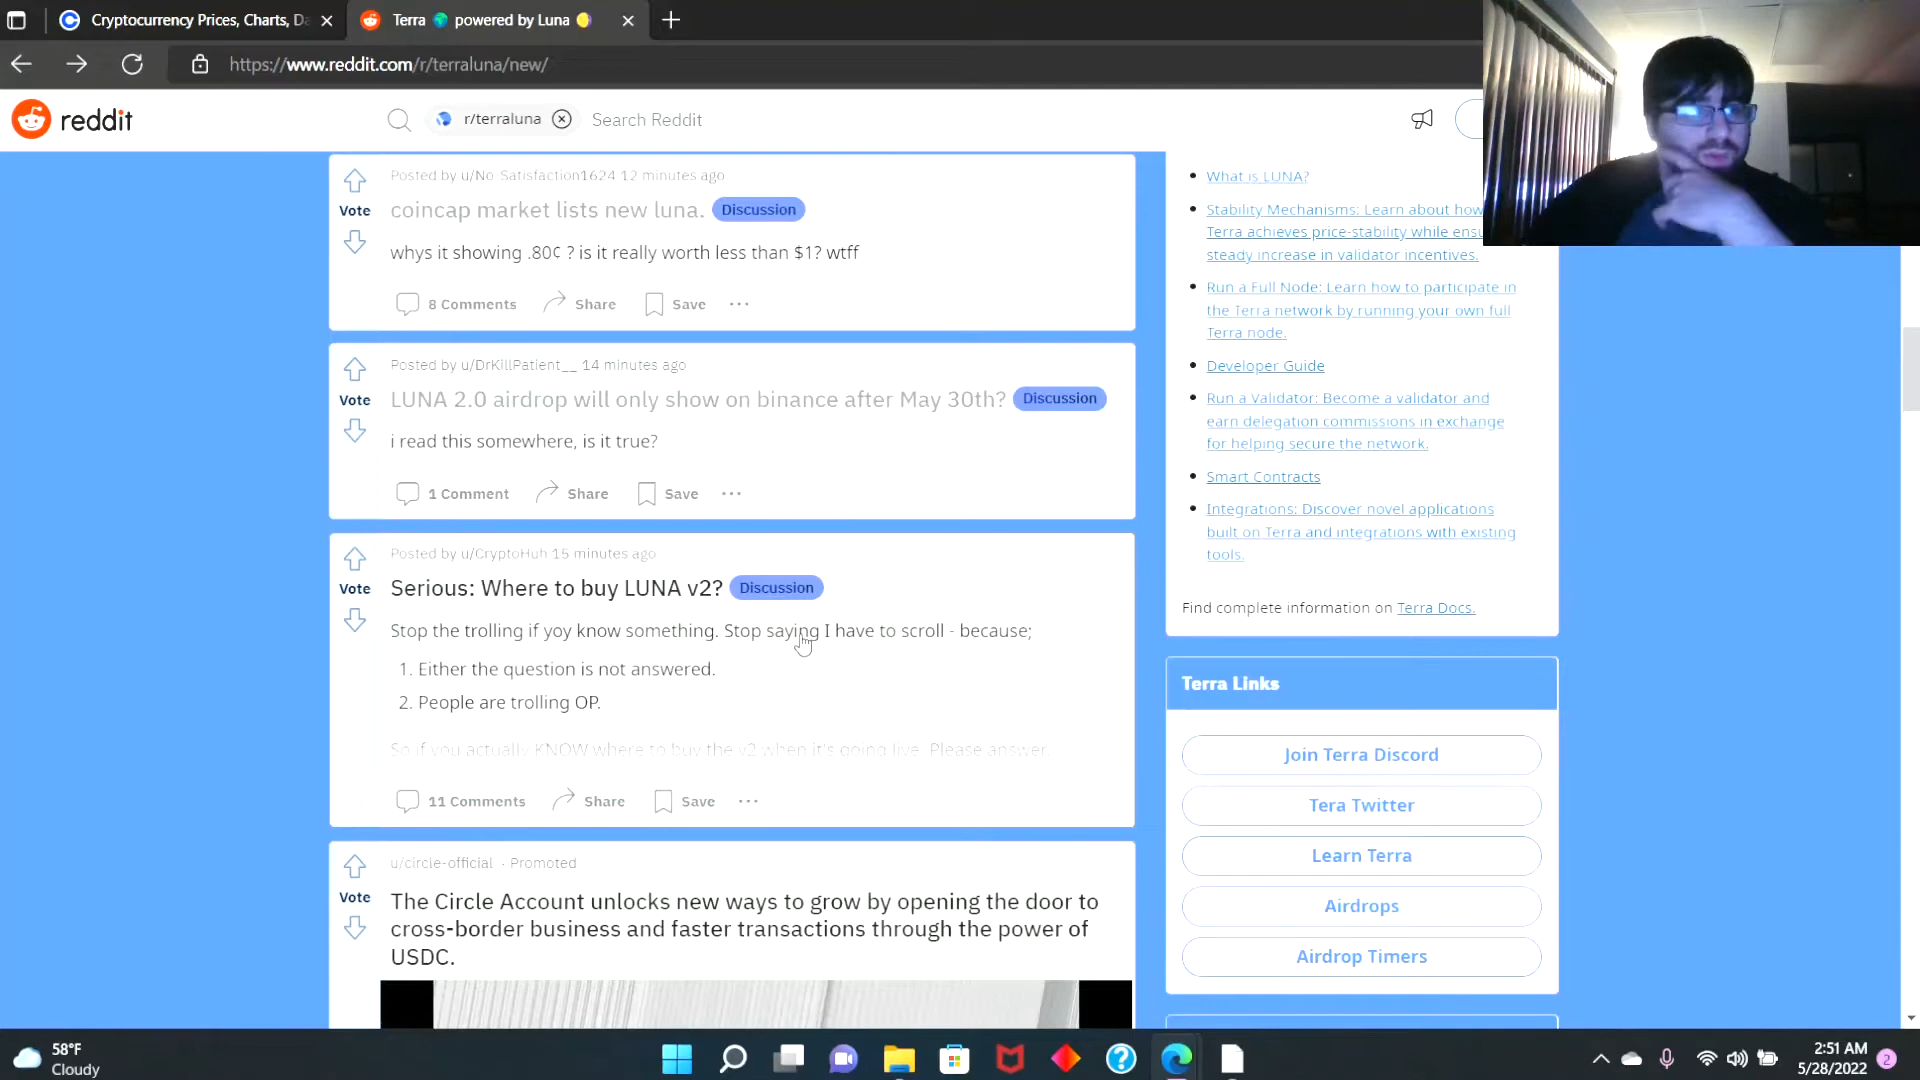 Cryptocurrency Prices, Charts, Da
Terra 🌎 powered by Luna 🌕
https://www.reddit.com/r/terraluna/new/
reddit
r/terraluna
Search Reddit
Posted by u/No_Satisfaction1624 12 minutes ago
Vote
coincap market lists new luna.
Discussion
whys it showing .80¢ ? is it really worth less than $1? wtff
8 Comments
Share
Save
Posted by u/DrKillPatient__ 14 minutes ago
Vote
LUNA 2.0 airdrop will only show on binance after May 30th?
Discussion
i read this somewhere, is it true?
1 Comment
Share
Save
Posted by u/CryptoHuh 15 minutes ago
Vote
Serious: Where to buy LUNA v2?
Discussion
Stop the trolling if yoy know something. Stop saying I have to scroll - because;
1. Either the question is not answered.
2. People are trolling OP.
So if you actually KNOW where to buy the v2 when it's going live. Please answer.
11 Comments
Share
Save
u/circle-official · Promoted
Vote
The Circle Account unlocks new ways to grow by opening the door to
cross-border business and faster transactions through the power of
USDC.
What is LUNA?
Stability Mechanisms: Learn about how
Terra achieves price-stability while ensu
steady increase in validator incentives.
Run a Full Node: Learn how to participate in
the Terra network by running your own full
Terra node.
Developer Guide
Run a Validator: Become a validator and
earn delegation commissions in exchange
for helping secure the network.
Smart Contracts
Integrations: Discover novel applications
built on Terra and integrations with existing
tools.
Find complete information on Terra Docs.
Terra Links
Join Terra Discord
Tera Twitter
Learn Terra
Airdrops
Airdrop Timers
58°F
Cloudy
2:51 AM
5/28/2022
2